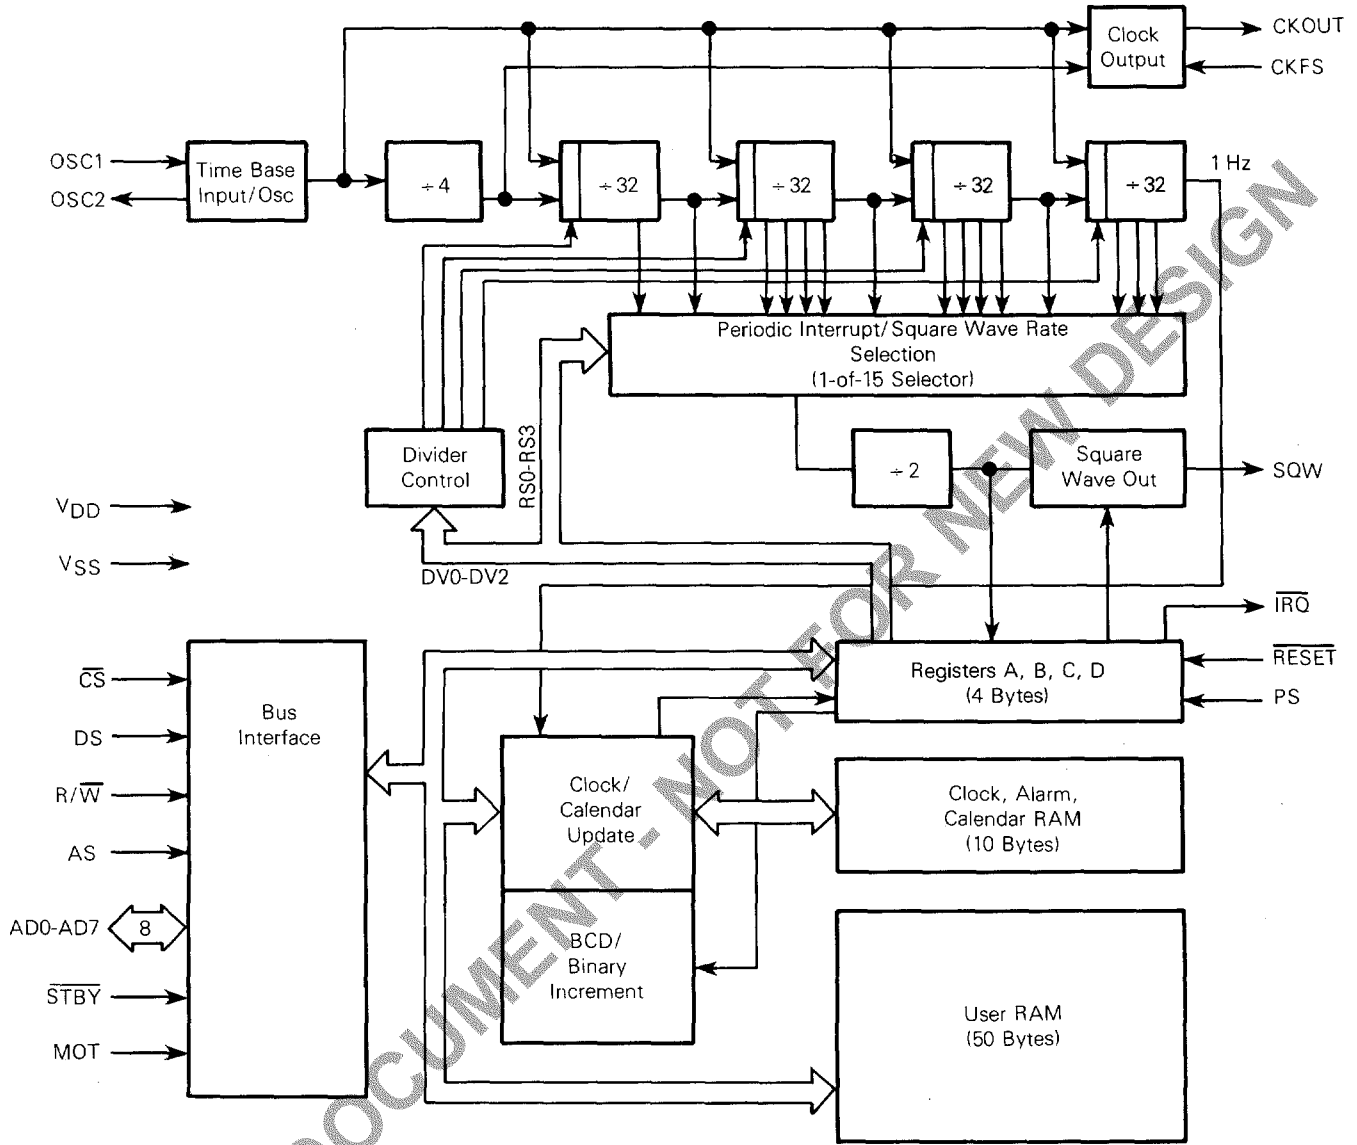 CKOUT
Clock
Output
CKFS
OSC1
OSC2
Time Base
Input/Osc
÷4
÷32
÷32
÷32
÷32
1 Hz
Periodic Interrupt/Square Wave Rate
Selection
(1-of-15 Selector)
RS0-RS3
Divider
Control
÷2
Square
Wave Out
SQW
VDD
VSS
DV0-DV2
IRQ
RESET
PS
Registers A, B, C, D
(4 Bytes)
CS
DS
R/W
AS
AD0-AD7
8
STBY
MOT
Bus
Interface
Clock/
Calendar
Update
Clock, Alarm,
Calendar RAM
(10 Bytes)
BCD/
Binary
Increment
User RAM
(50 Bytes)
DOCUMENT - NOT FOR NEW DESIGN